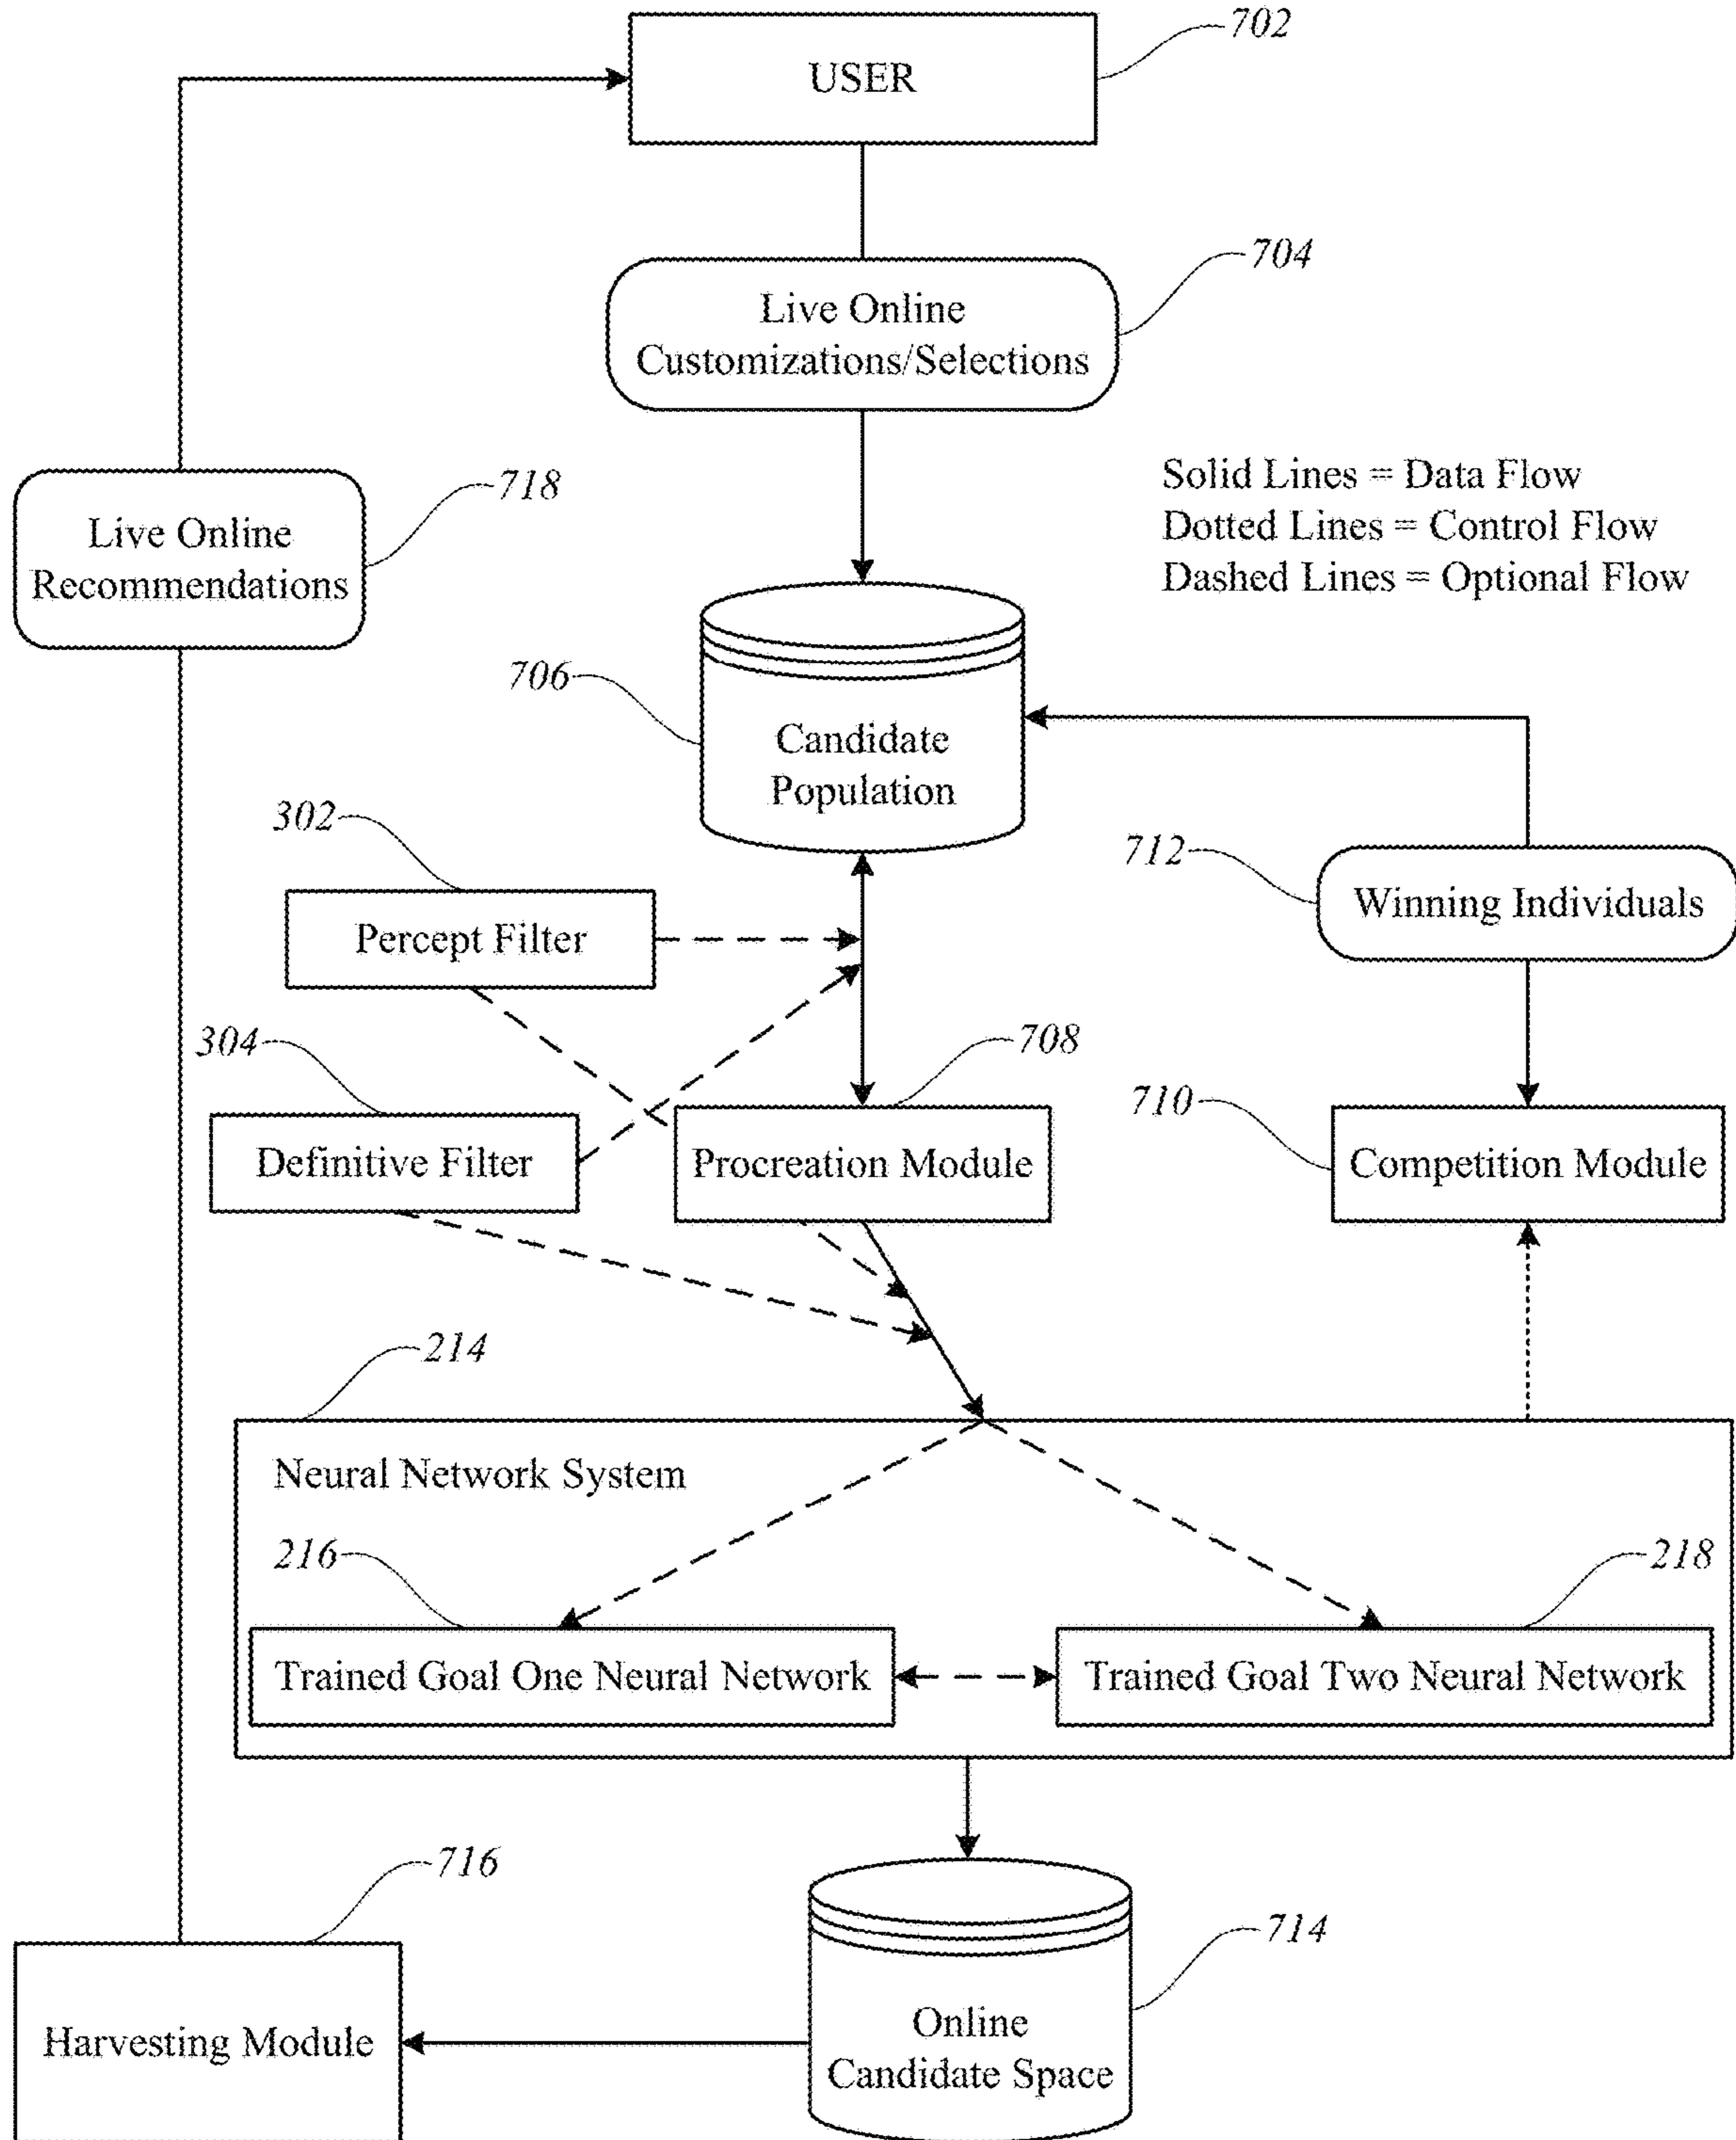 702
USER
704
Live Online
Customizations/Selections
718
Live Online
Recommendations
Solid Lines = Data Flow
Dotted Lines = Control Flow
Dashed Lines = Optional Flow
706
Candidate
Population
302
Percept Filter
712
Winning Individuals
304
Definitive Filter
708
Procreation Module
710
Competition Module
214
Neural Network System
216
218
Trained Goal One Neural Network
Trained Goal Two Neural Network
716
Harvesting Module
714
Online
Candidate Space